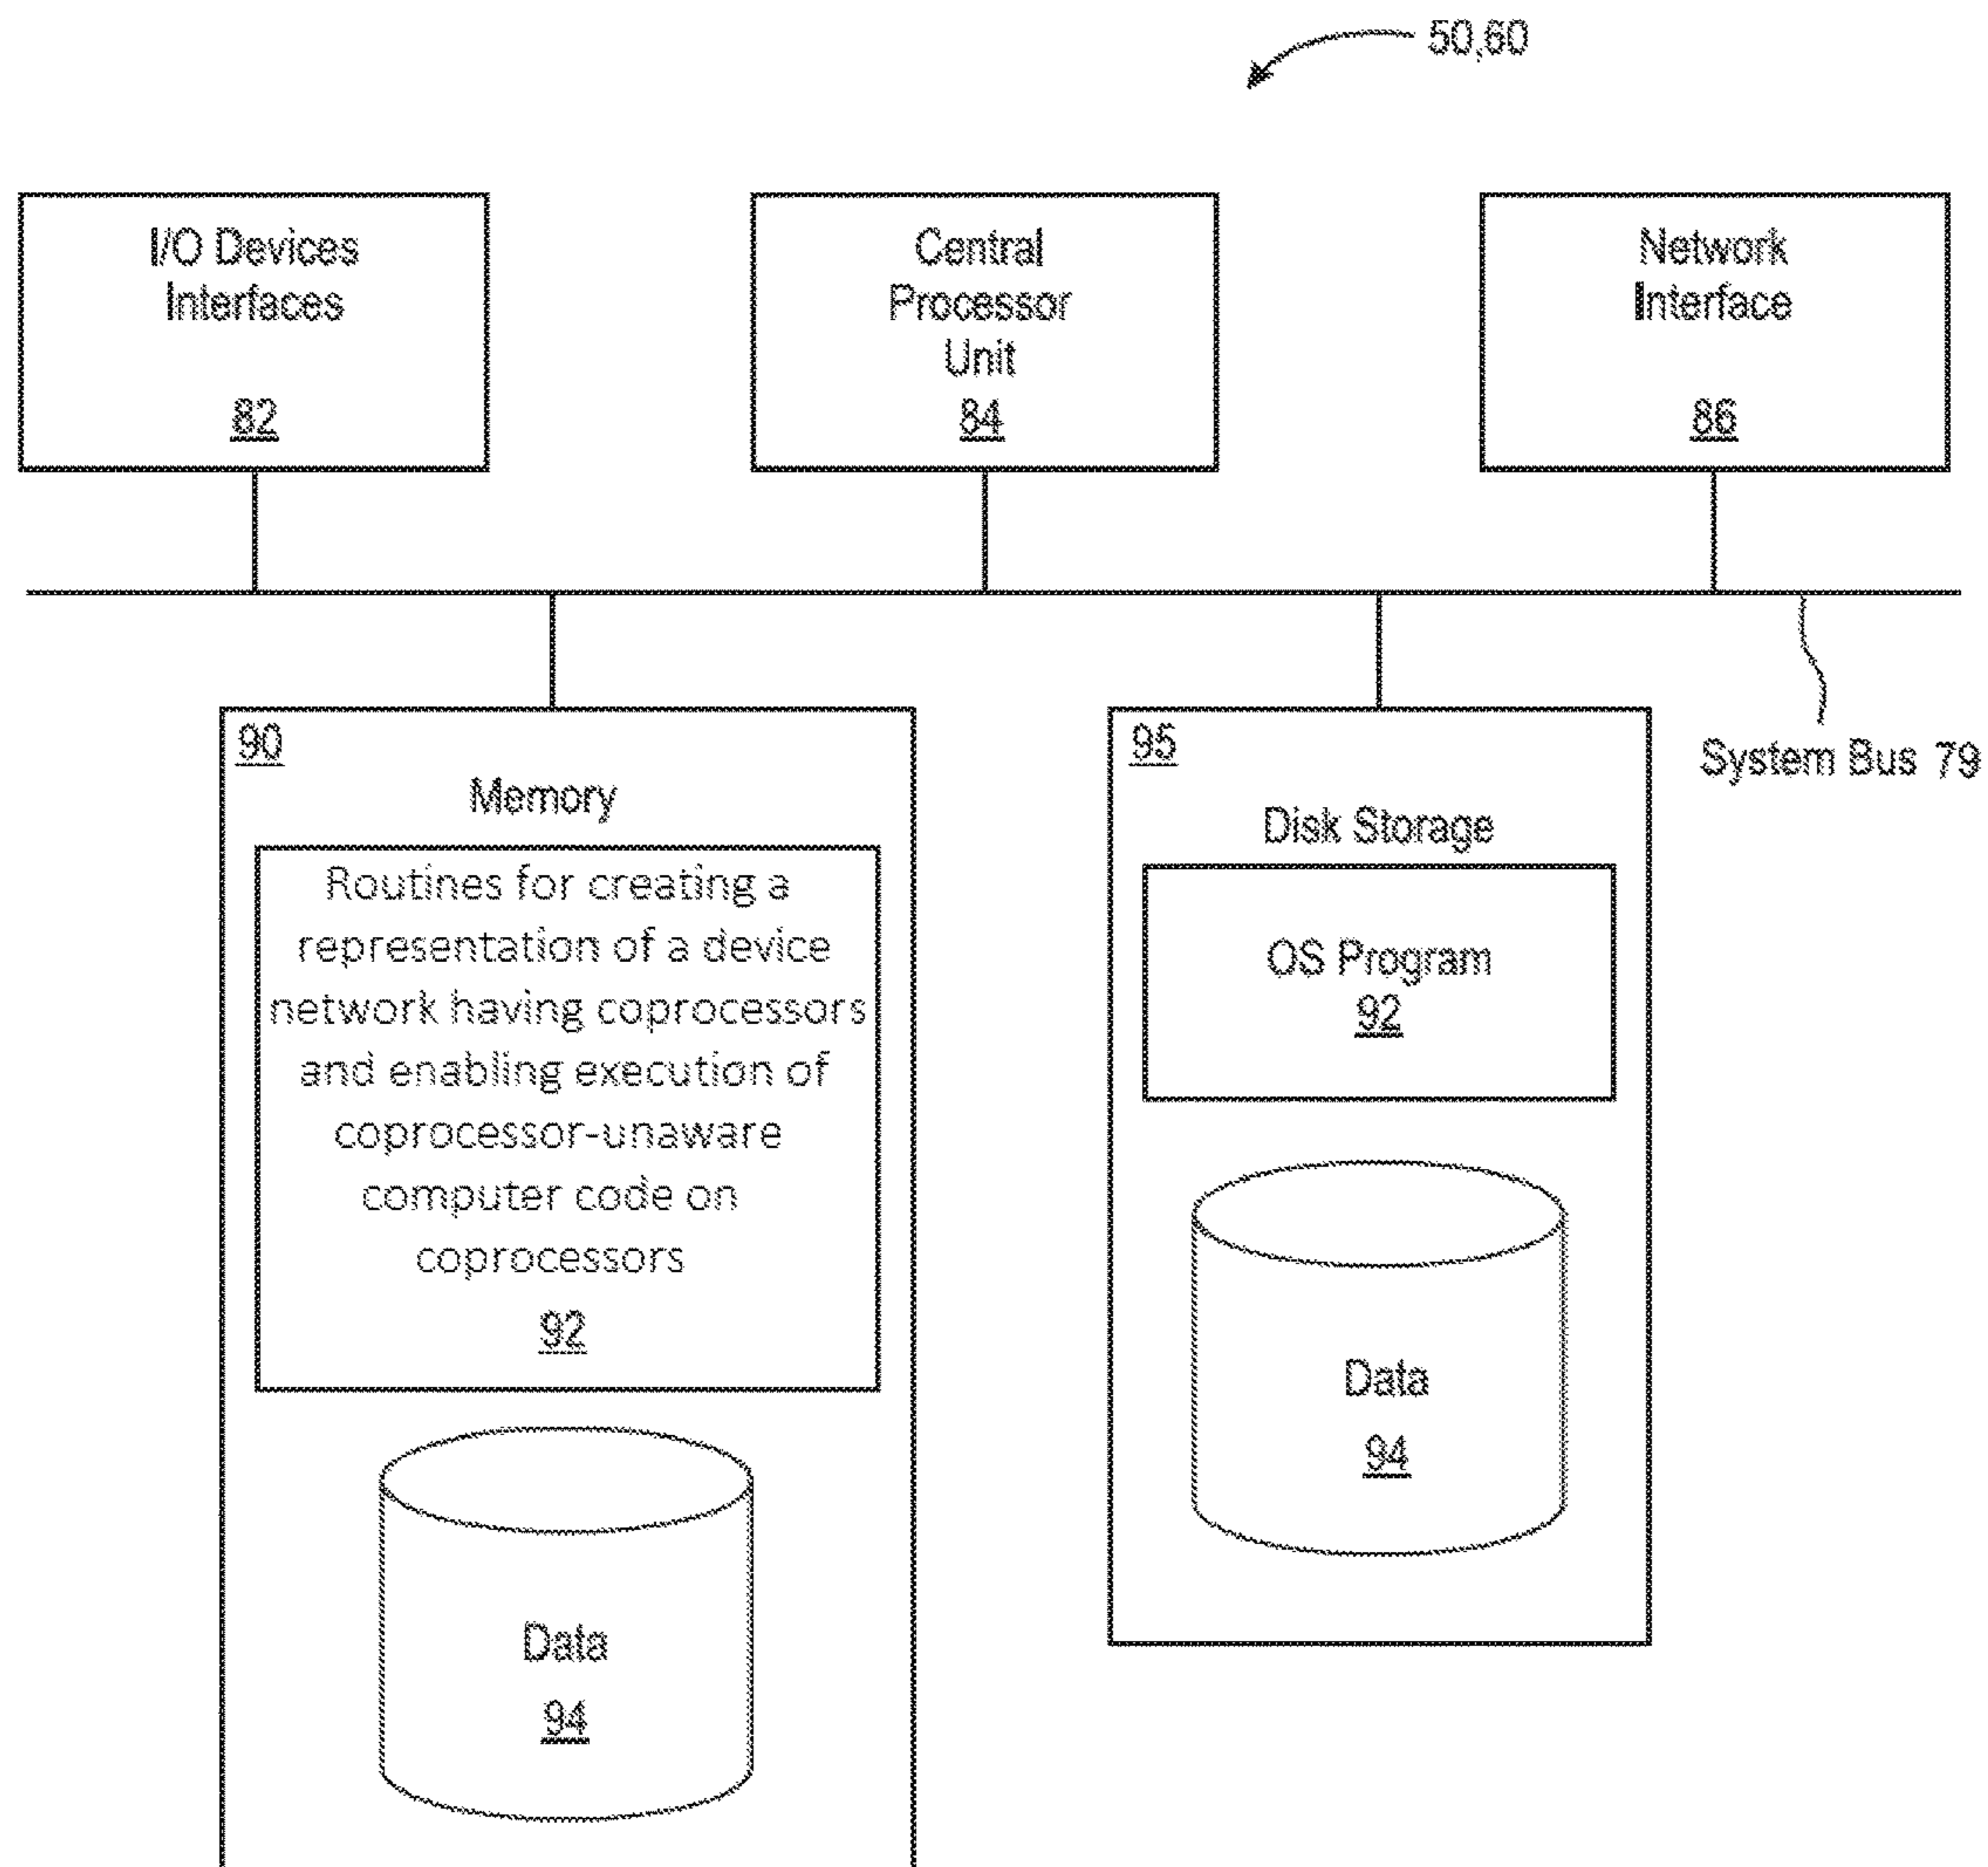 50,60
I/O Devices
Interfaces
82
Central
Processor
Unit
84
Network
Interface
86
System Bus 79
90
Memory
Routines for creating a
representation of a device
network having coprocessors
and enabling execution of
coprocessor-unaware
computer code on
coprocessors
92
Data
94
95
Disk Storage
OS Program
92
Data
94